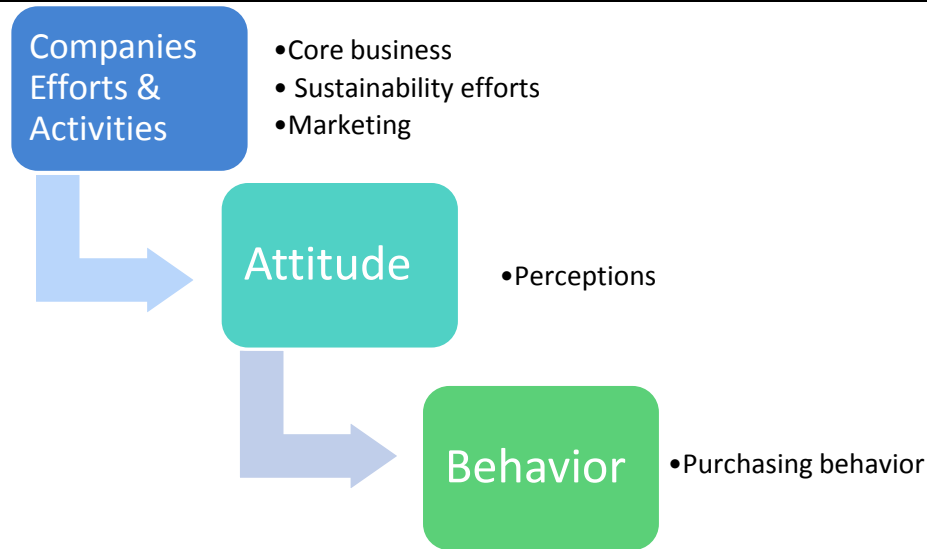 Companies
Efforts &
Activities
•Core business
• Sustainability efforts
•Marketing
Attitude
•Perceptions
Behavior
•Purchasing behavior